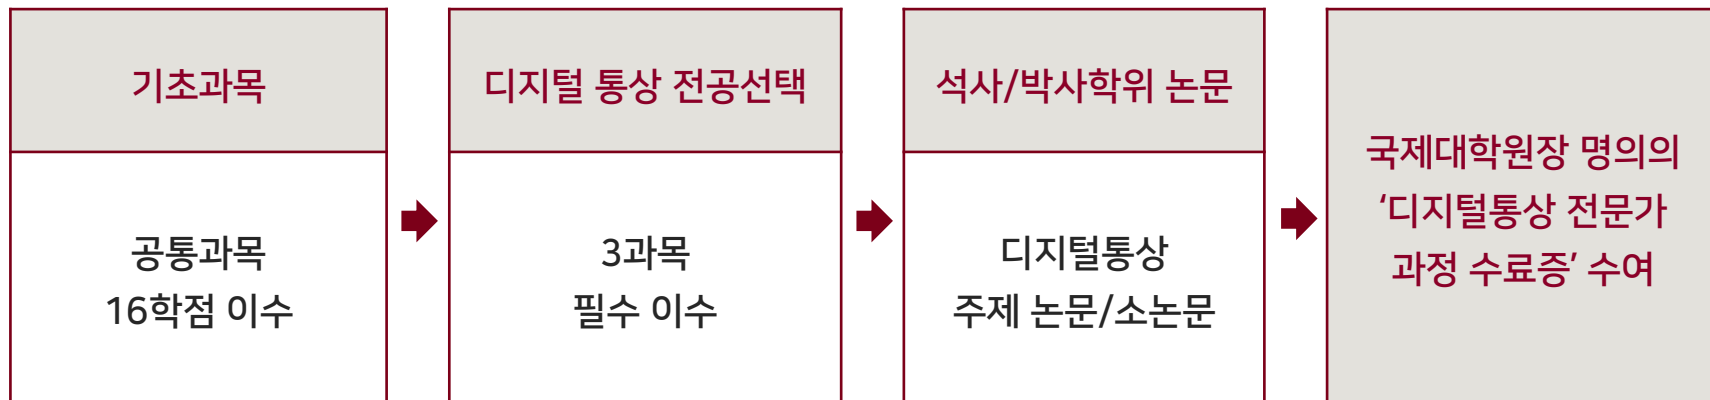 기초과목
공통과목
16학점 이수
디지털 통상 전공선택
3과목
필수 이수
석사/박사학위 논문
디지털통상
주제 논문/소논문
국제대학원장 명의의
‘디지털통상 전문가
과정 수료증’ 수여